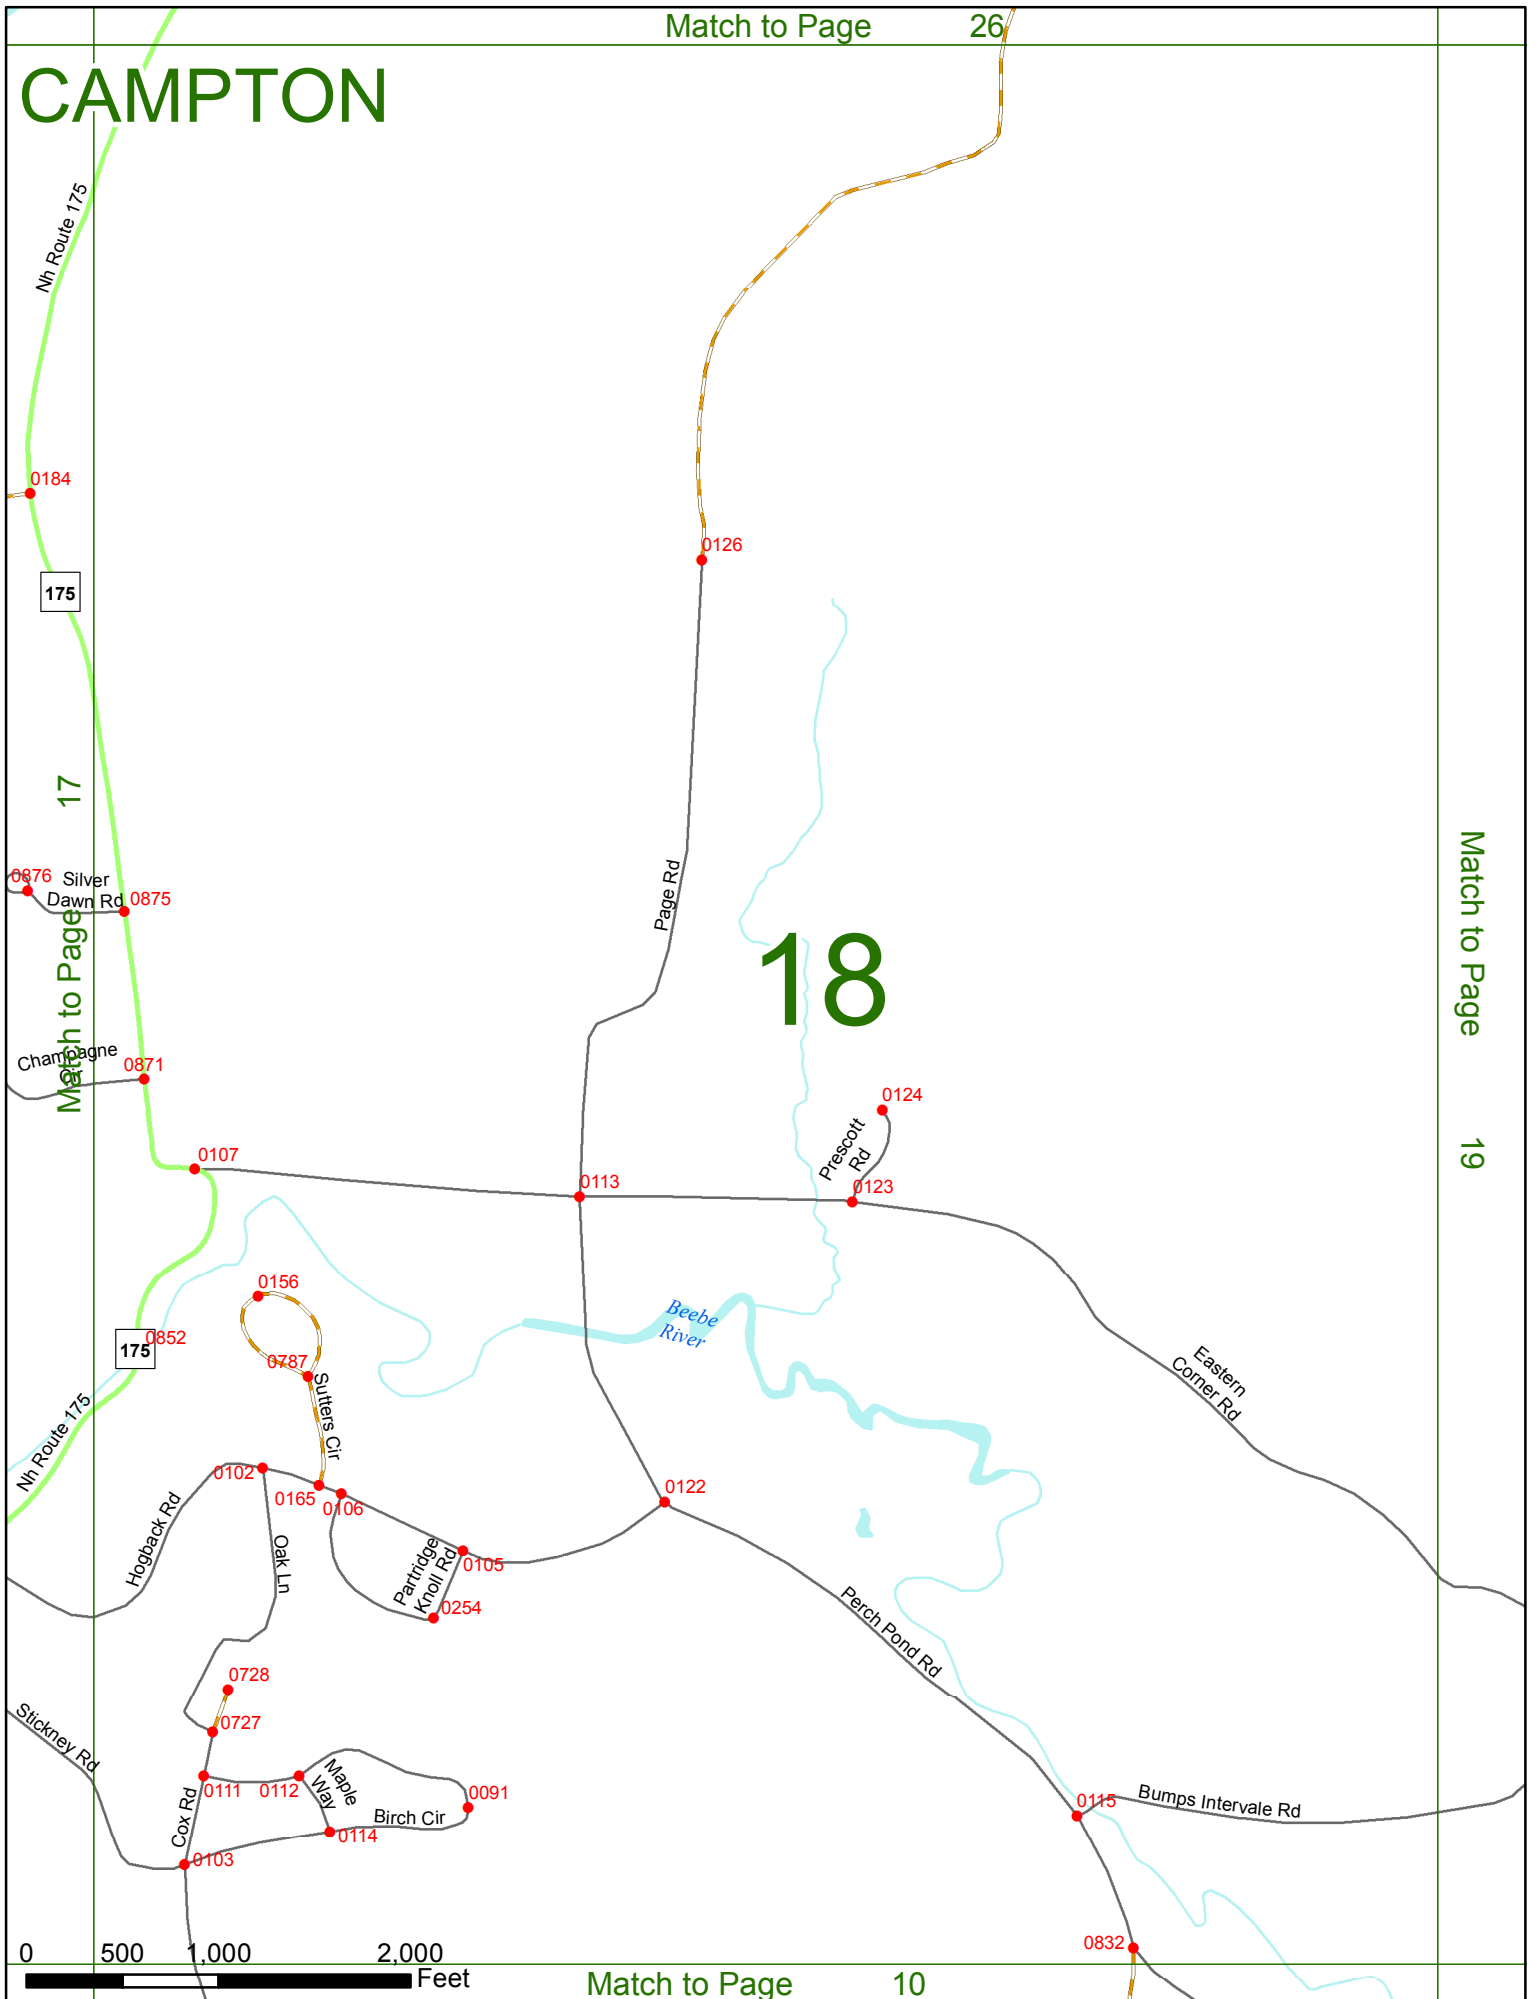 Match to Page 26
CAMPTON
Nh Route 175
0184
175
0126
Match to Page 17
Page Rd
0876
Silver
Dawn Rd
0875
18
Match to Page 19
Champagne
Cir
0871
0124
Prescott
Rd
0107
0113
0123
0156
Beebe
River
0852
175
0787
Sutters Cir
Eastern
Corner Rd
Nh Route 175
0102
0165
0106
0122
Hogback Rd
Oak Ln
Partridge
Knoll Rd
0105
0254
Perch Pond Rd
0728
0727
Stickney Rd
0111
0112
Maple
Way
0091
Cox Rd
Birch Cir
0114
0115
Bumps Intervale Rd
0103
0832
0 500 1,000 2,000
Feet
Match to Page 10